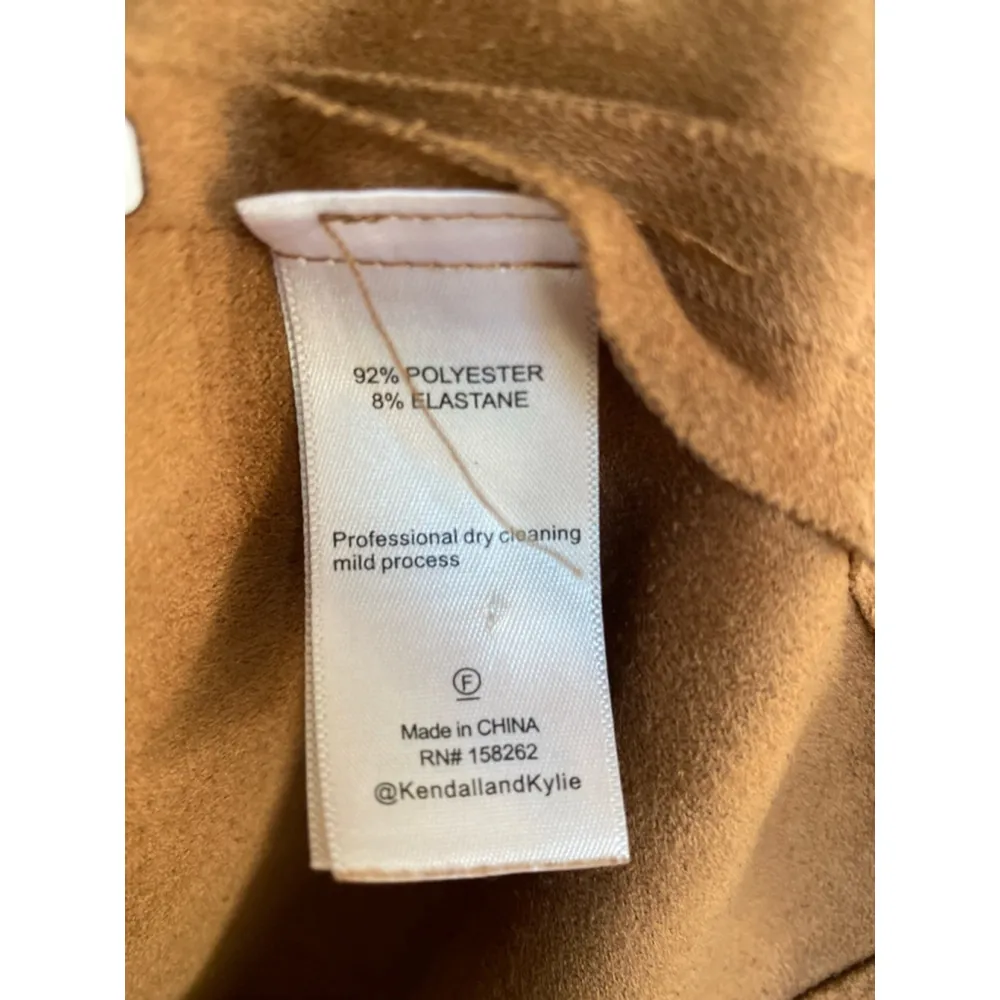 92% POLYESTER
8% ELASTANE
Professional dry cleaning
mild process
F
Made in CHINA
RN# 158262
@KendallandKylie